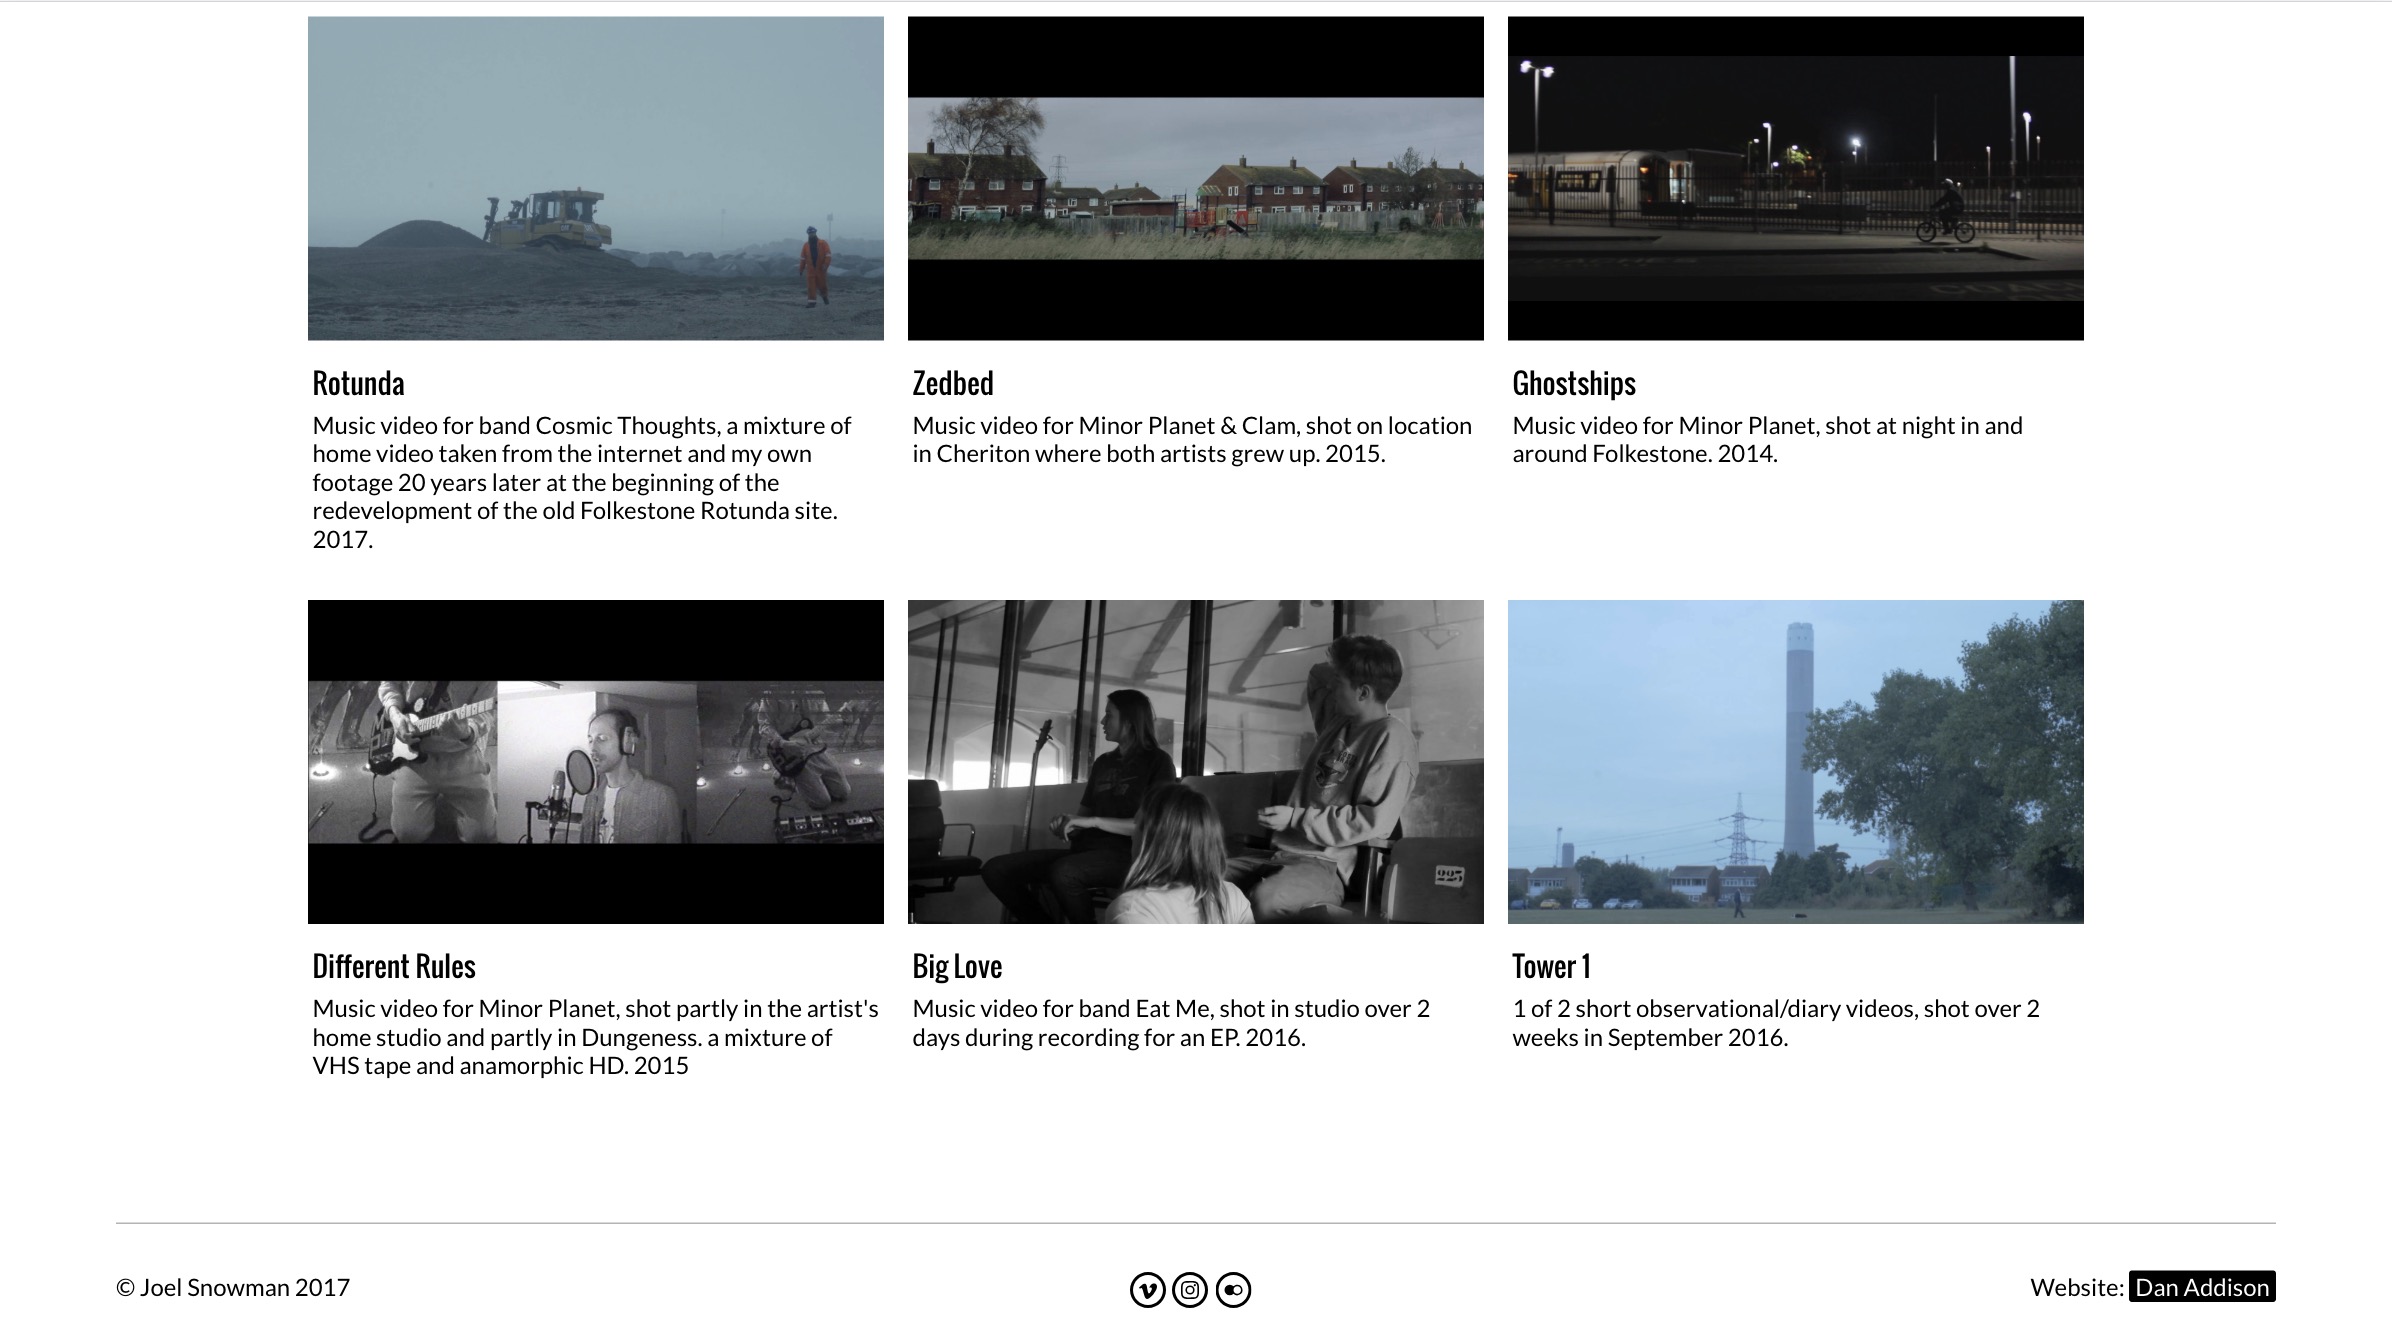 Rotunda
Music video for band Cosmic Thoughts, a mixture of
home video taken from the internet and my own
footage 20 years later at the beginning of the
redevelopment of the old Folkestone Rotunda site.
2017.
Zedbed
Music video for Minor Planet & Clam, shot on location
in Cheriton where both artists grew up. 2015.
Ghostships
Music video for Minor Planet, shot at night in and
around Folkestone. 2014.
223
Different Rules
Music video for Minor Planet, shot partly in the artist's
home studio and partly in Dungeness. a mixture of
VHS tape and anamorphic HD. 2015
Big Love
Music video for band Eat Me, shot in studio over 2
days during recording for an EP. 2016.
Tower 1
1 of 2 short observational/diary videos, shot over 2
weeks in September 2016.
© Joel Snowman 2017
Website: Dan Addison